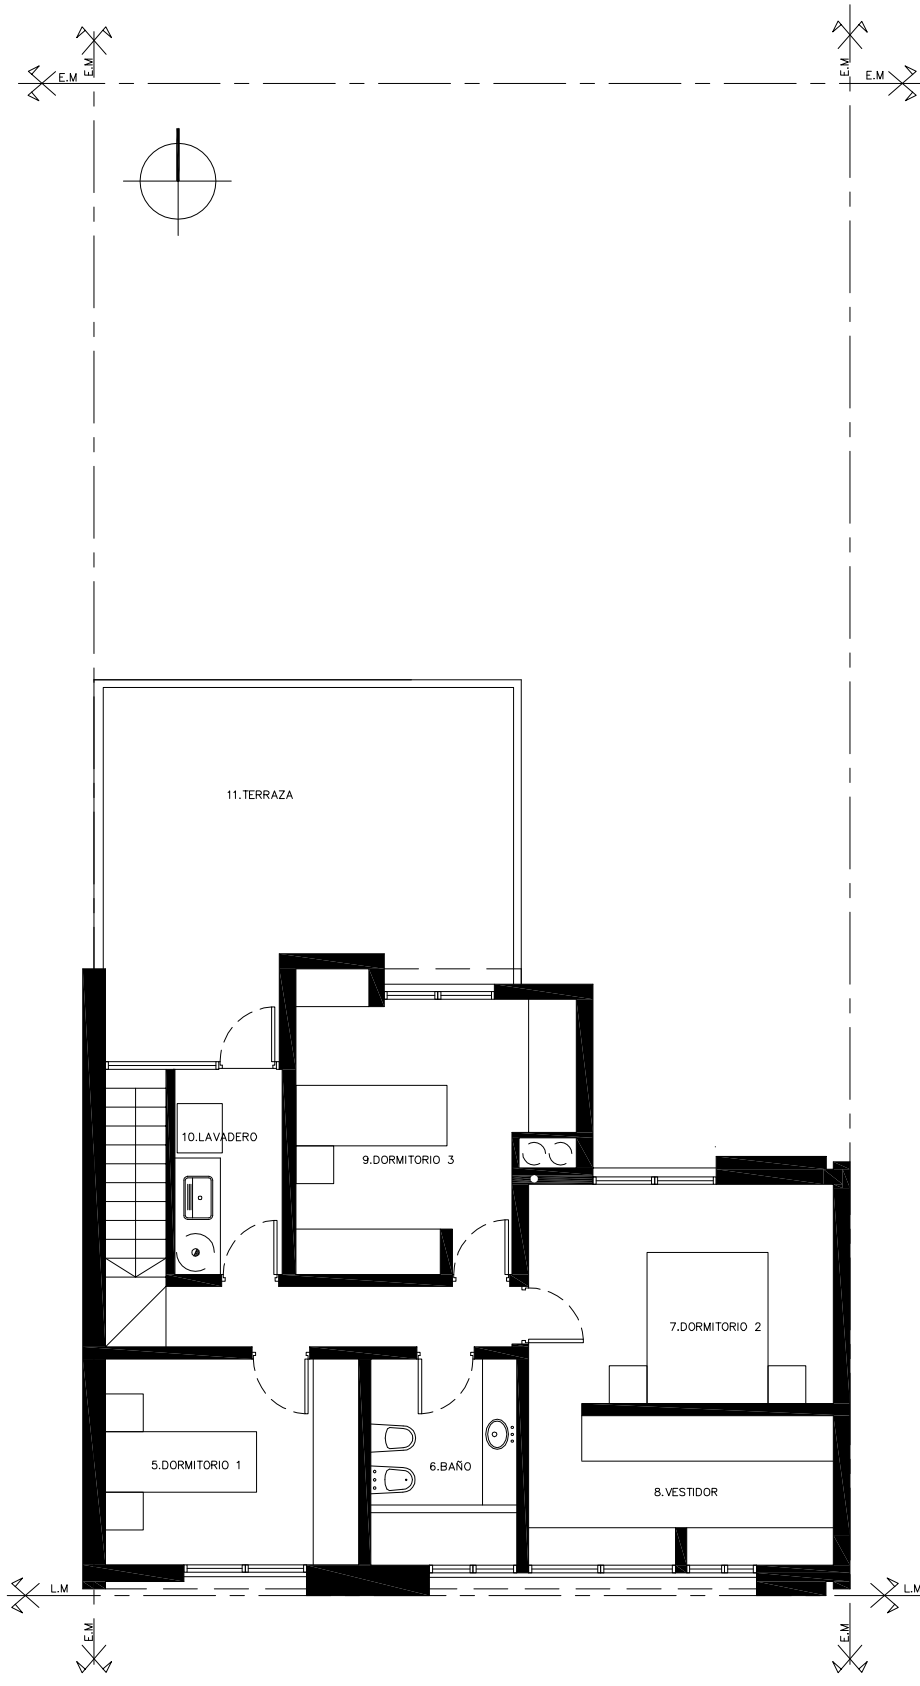 E.M
E.M
E.M
E.M
11.TERRAZA
10.LAVADERO
9.DORMITORIO 3
7.DORMITORIO 2
5.DORMITORIO 1
6.BAÑO
8.VESTIDOR
L.M
L.M
E.M
E.M